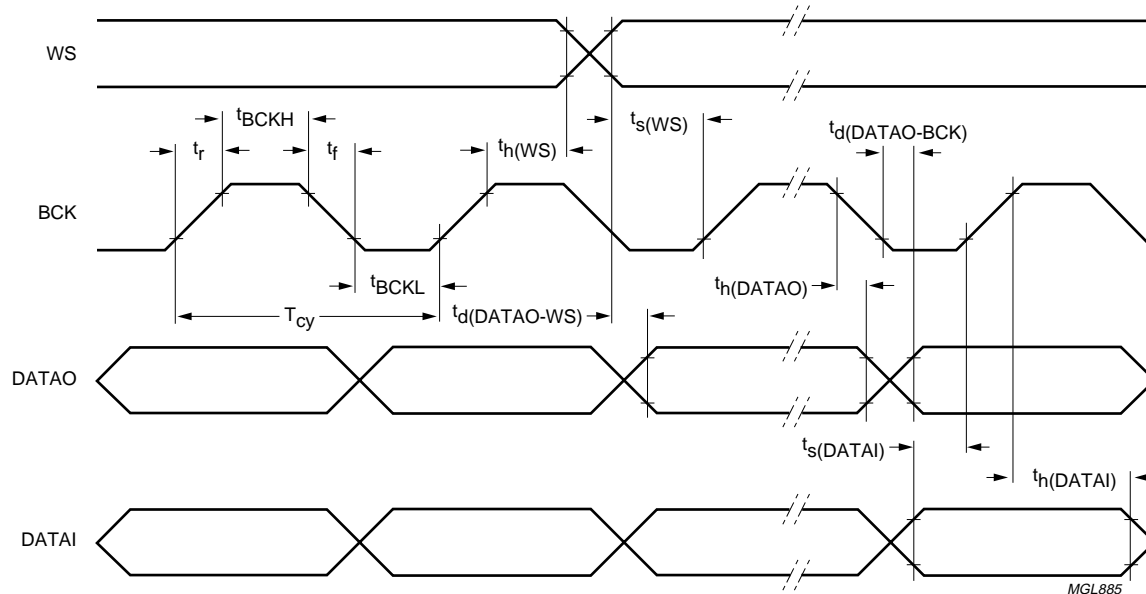 WS
tBCKH
ts(WS)
td(DATAO-BCK)
tr
tf
th(WS)
BCK
tBCKL
th(DATAO)
Tcy
td(DATAO-WS)
DATAO
ts(DATAI)
th(DATAI)
DATAI
MGL885